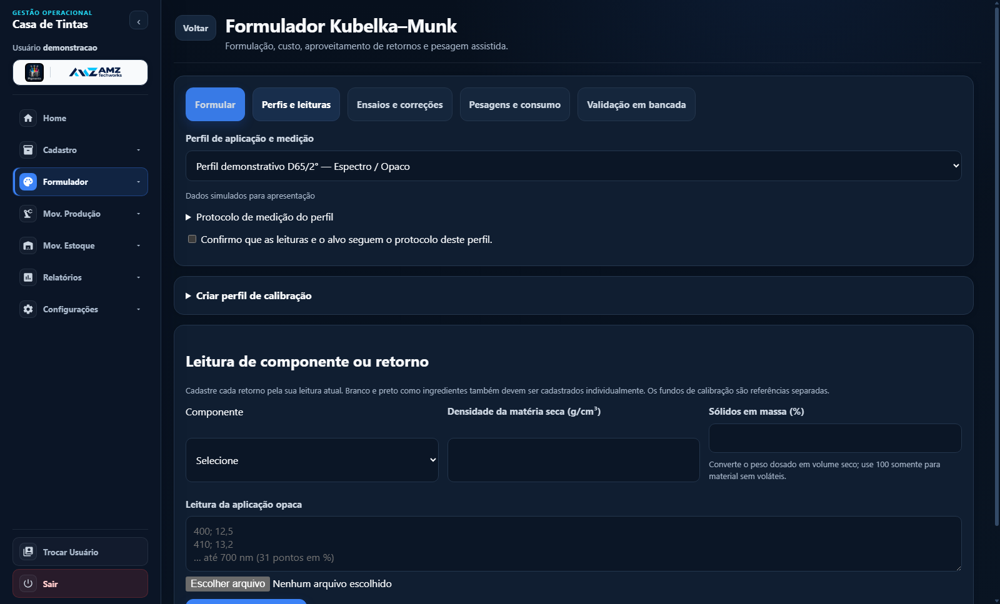 GESTÃO OPERACIONAL
Casa de Tintas
‹
Usuário demonstracao
Pigmento
AMZ Techworks
Home
Cadastro
Formulador
Mov. Produção
Mov. Estoque
Relatórios
Configurações
Trocar Usuário
Sair
Voltar
Formulador Kubelka–Munk
Formulação, custo, aproveitamento de retornos e pesagem assistida.
Formular
Perfis e leituras
Ensaios e correções
Pesagens e consumo
Validação em bancada
Perfil de aplicação e medição
Perfil demonstrativo D65/2° — Espectro / Opaco
Dados simulados para apresentação
Protocolo de medição do perfil
Confirmo que as leituras e o alvo seguem o protocolo deste perfil.
Criar perfil de calibração
Leitura de componente ou retorno
Cadastre cada retorno pela sua leitura atual. Branco e preto como ingredientes também devem ser cadastrados individualmente. Os fundos de calibração são referências separadas.
Componente
Selecione
Densidade da matéria seca (g/cm³)
Sólidos em massa (%)
Converte o peso dosado em volume seco; use 100 somente para
material sem voláteis.
Leitura da aplicação opaca
400; 12,5
410; 13,2
... até 700 nm (31 pontos em %)
Escolher arquivo Nenhum arquivo escolhido